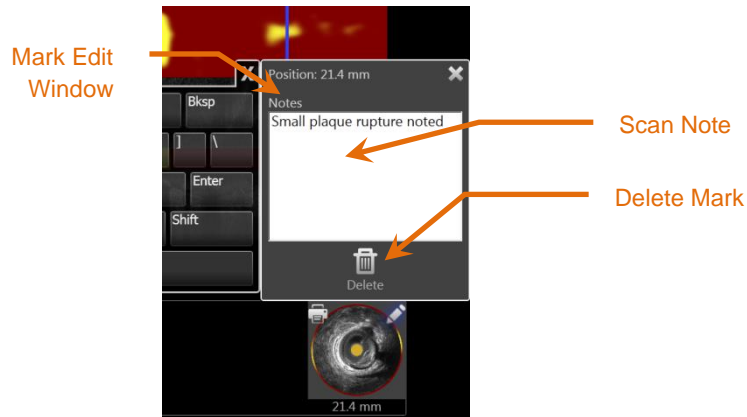 Mark Edit
Window
X
Position: 21.4 mm
Notes
Small plaque rupture noted
Bksp
] \
Enter
Shift
Scan Note
Delete Mark
Delete
21.4 mm